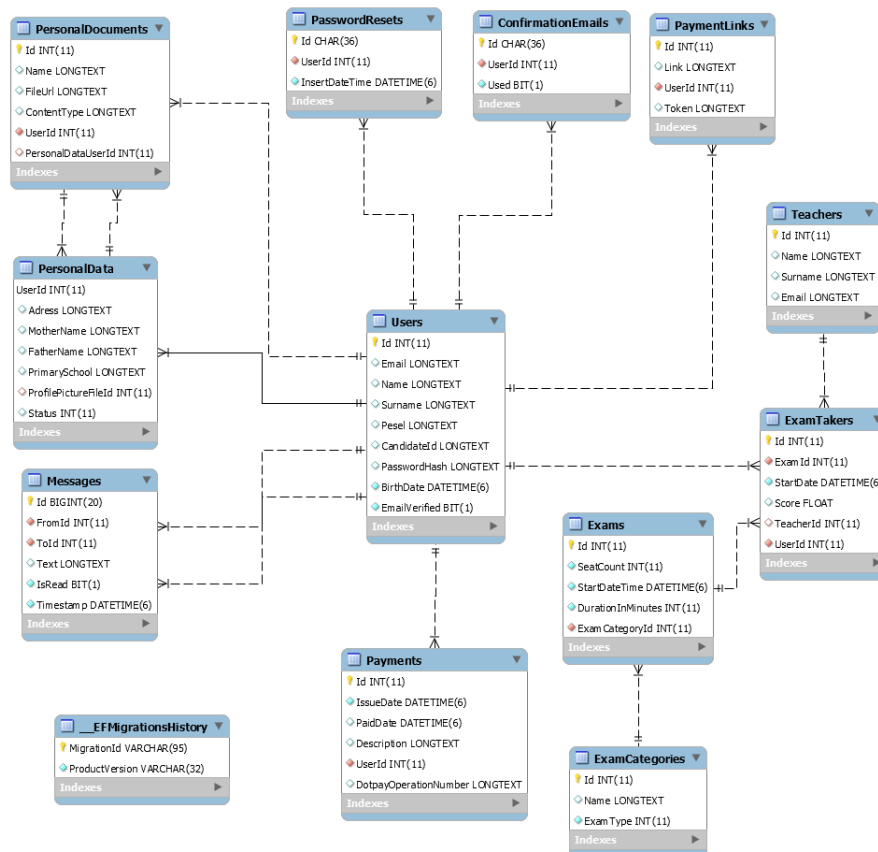 PersonalDocuments
Id INT(11)
Name LONGTEXT
FileUrl LONGTEXT
ContentType LONGTEXT
UserId INT(11)
PersonalDataUserId INT(11)
Indexes
PasswordResets
Id CHAR(36)
UserId INT(11)
InsertDateTime DATETIME(6)
Indexes
ConfirmationEmails
Id CHAR(36)
UserId INT(11)
Used BIT(1)
Indexes
PaymentLinks
Id INT(11)
Link LONGTEXT
UserId INT(11)
Token LONGTEXT
Indexes
Teachers
Id INT(11)
Name LONGTEXT
Surname LONGTEXT
Email LONGTEXT
Indexes
PersonalData
UserId INT(11)
Adress LONGTEXT
MotherName LONGTEXT
FatherName LONGTEXT
PrimarySchool LONGTEXT
ProfilePictureFileId INT(11)
Status INT(11)
Indexes
Users
Id INT(11)
Email LONGTEXT
Name LONGTEXT
Surname LONGTEXT
Pesel LONGTEXT
CandidateId LONGTEXT
PasswordHash LONGTEXT
BirthDate DATETIME(6)
EmailVerified BIT(1)
Indexes
ExamTakers
Id INT(11)
ExamId INT(11)
StartDate DATETIME(6
Score FLOAT
TeacherId INT(11)
UserId INT(11)
Indexes
Messages
Id BIGINT(20)
FromId INT(11)
ToId INT(11)
Text LONGTEXT
IsRead BIT(1)
Timestamp DATETIME(6)
Indexes
Exams
Id INT(11)
SeatCount INT(11)
StartDateTime DATETIME(6)
DurationInMinutes INT(11)
ExamCategoryId INT(11)
Indexes
Payments
Id INT(11)
IssueDate DATETIME(6)
PaidDate DATETIME(6)
Description LONGTEXT
UserId INT(11)
DotpayOperationNumber LONGTEXT
Indexes
__EFMigrationsHistory
MigrationId VARCHAR(95)
ProductVersion VARCHAR(32)
Indexes
ExamCategories
Id INT(11)
Name LONGTEXT
ExamType INT(11)
Indexes